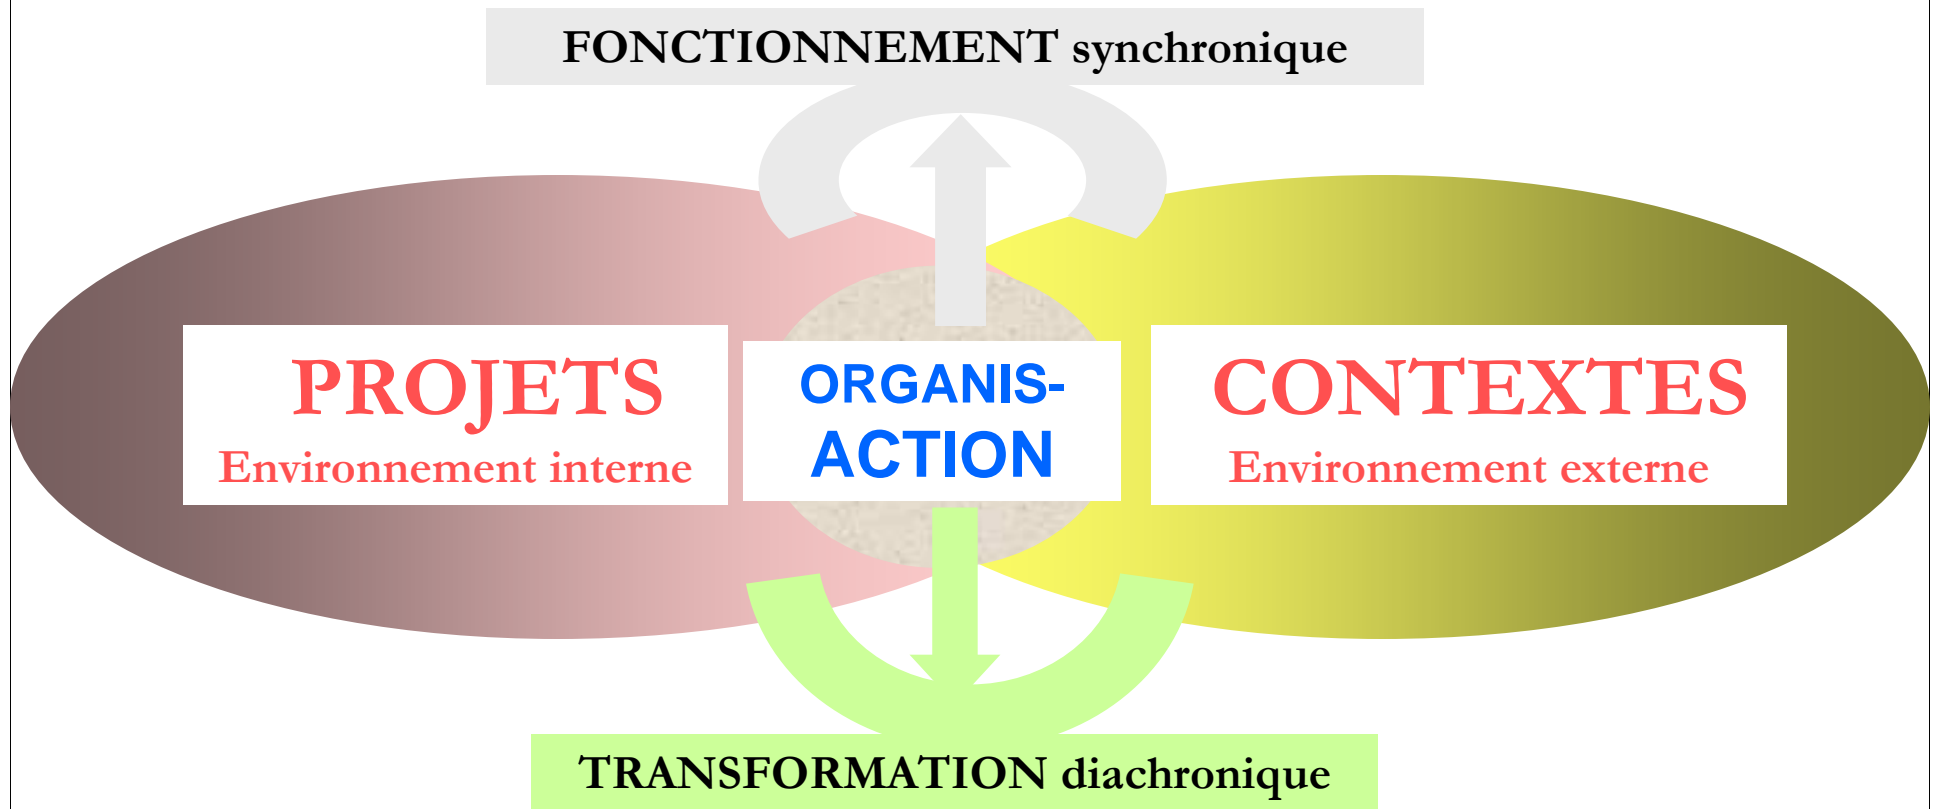 FONCTIONNEMENT synchronique
PROJETS
Environnement interne
ORGANIS-
ACTION
CONTEXTES
Environnement externe
TRANSFORMATION diachronique